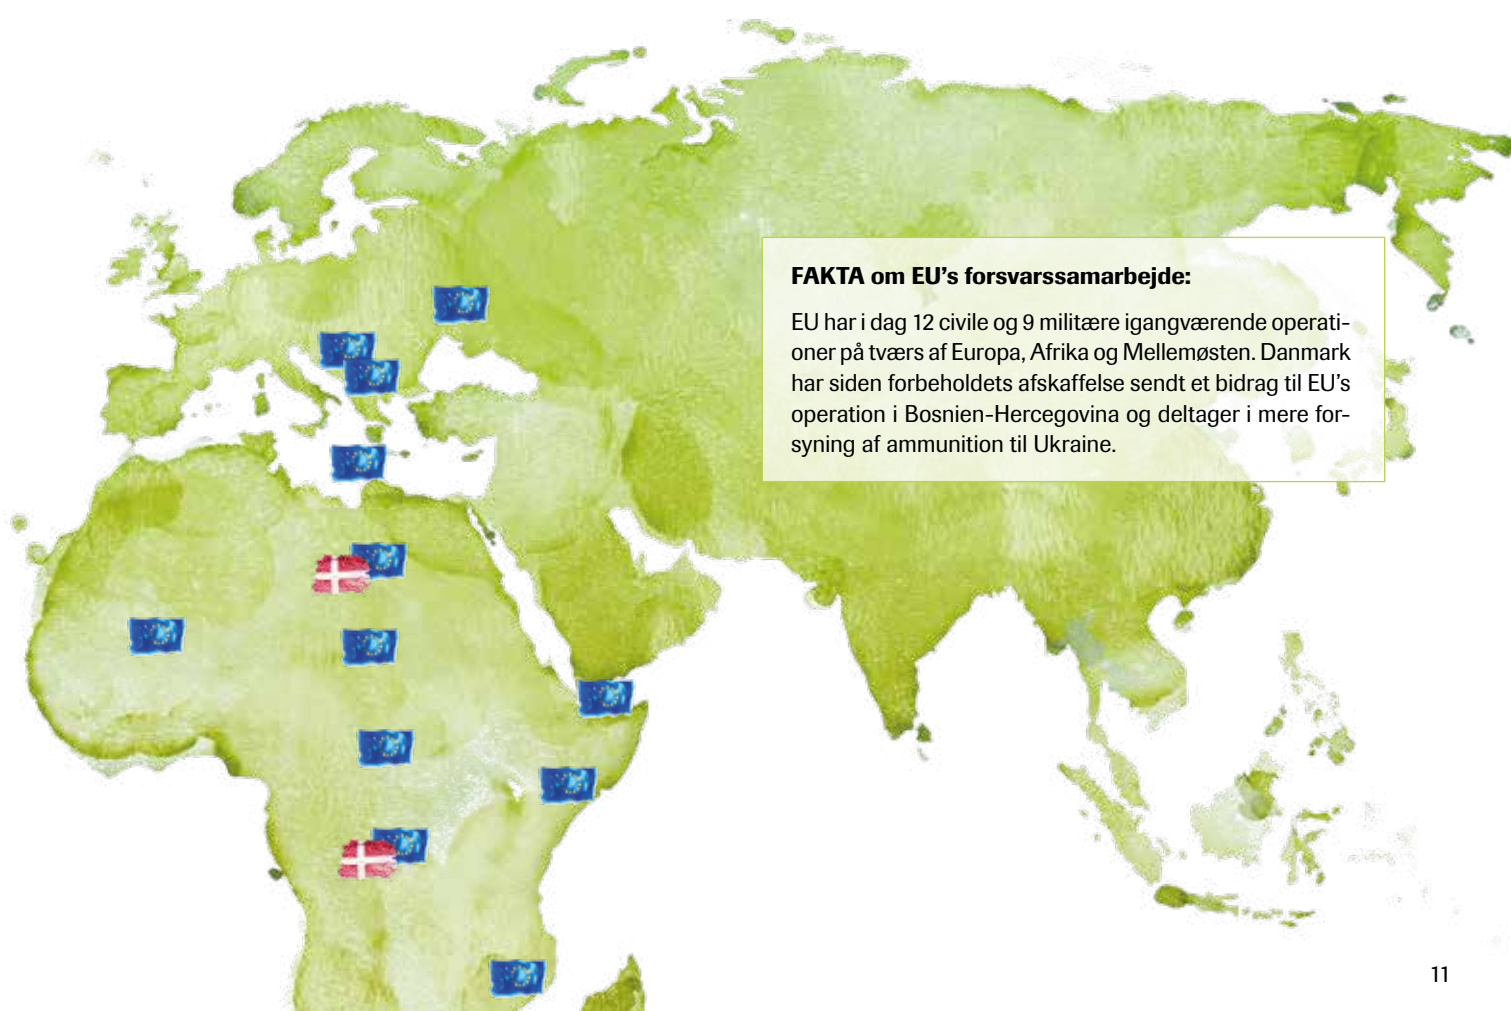 FAKTA om EU’s forsvarssamarbejde:
EU har i dag 12 civile og 9 militære igangværende operati-
oner på tværs af Europa, Afrika og Mellemøsten. Danmark
har siden forbeholdets afskaffelse sendt et bidrag til EU’s
operation i Bosnien-Hercegovina og deltager i mere for-
syning af ammunition til Ukraine.
11